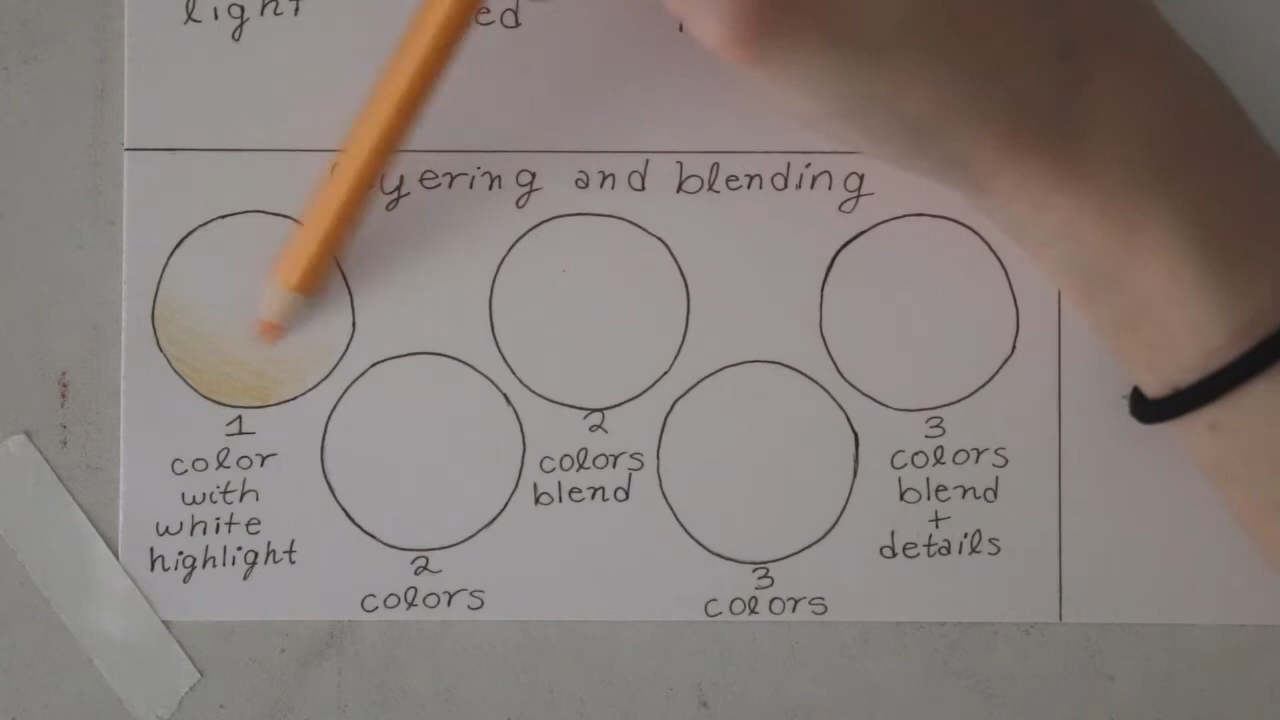 light
yering and blending
1
color
with
white
highlight
2
colors
2
colors
blend
3
colors
3
colors
blend
+
details